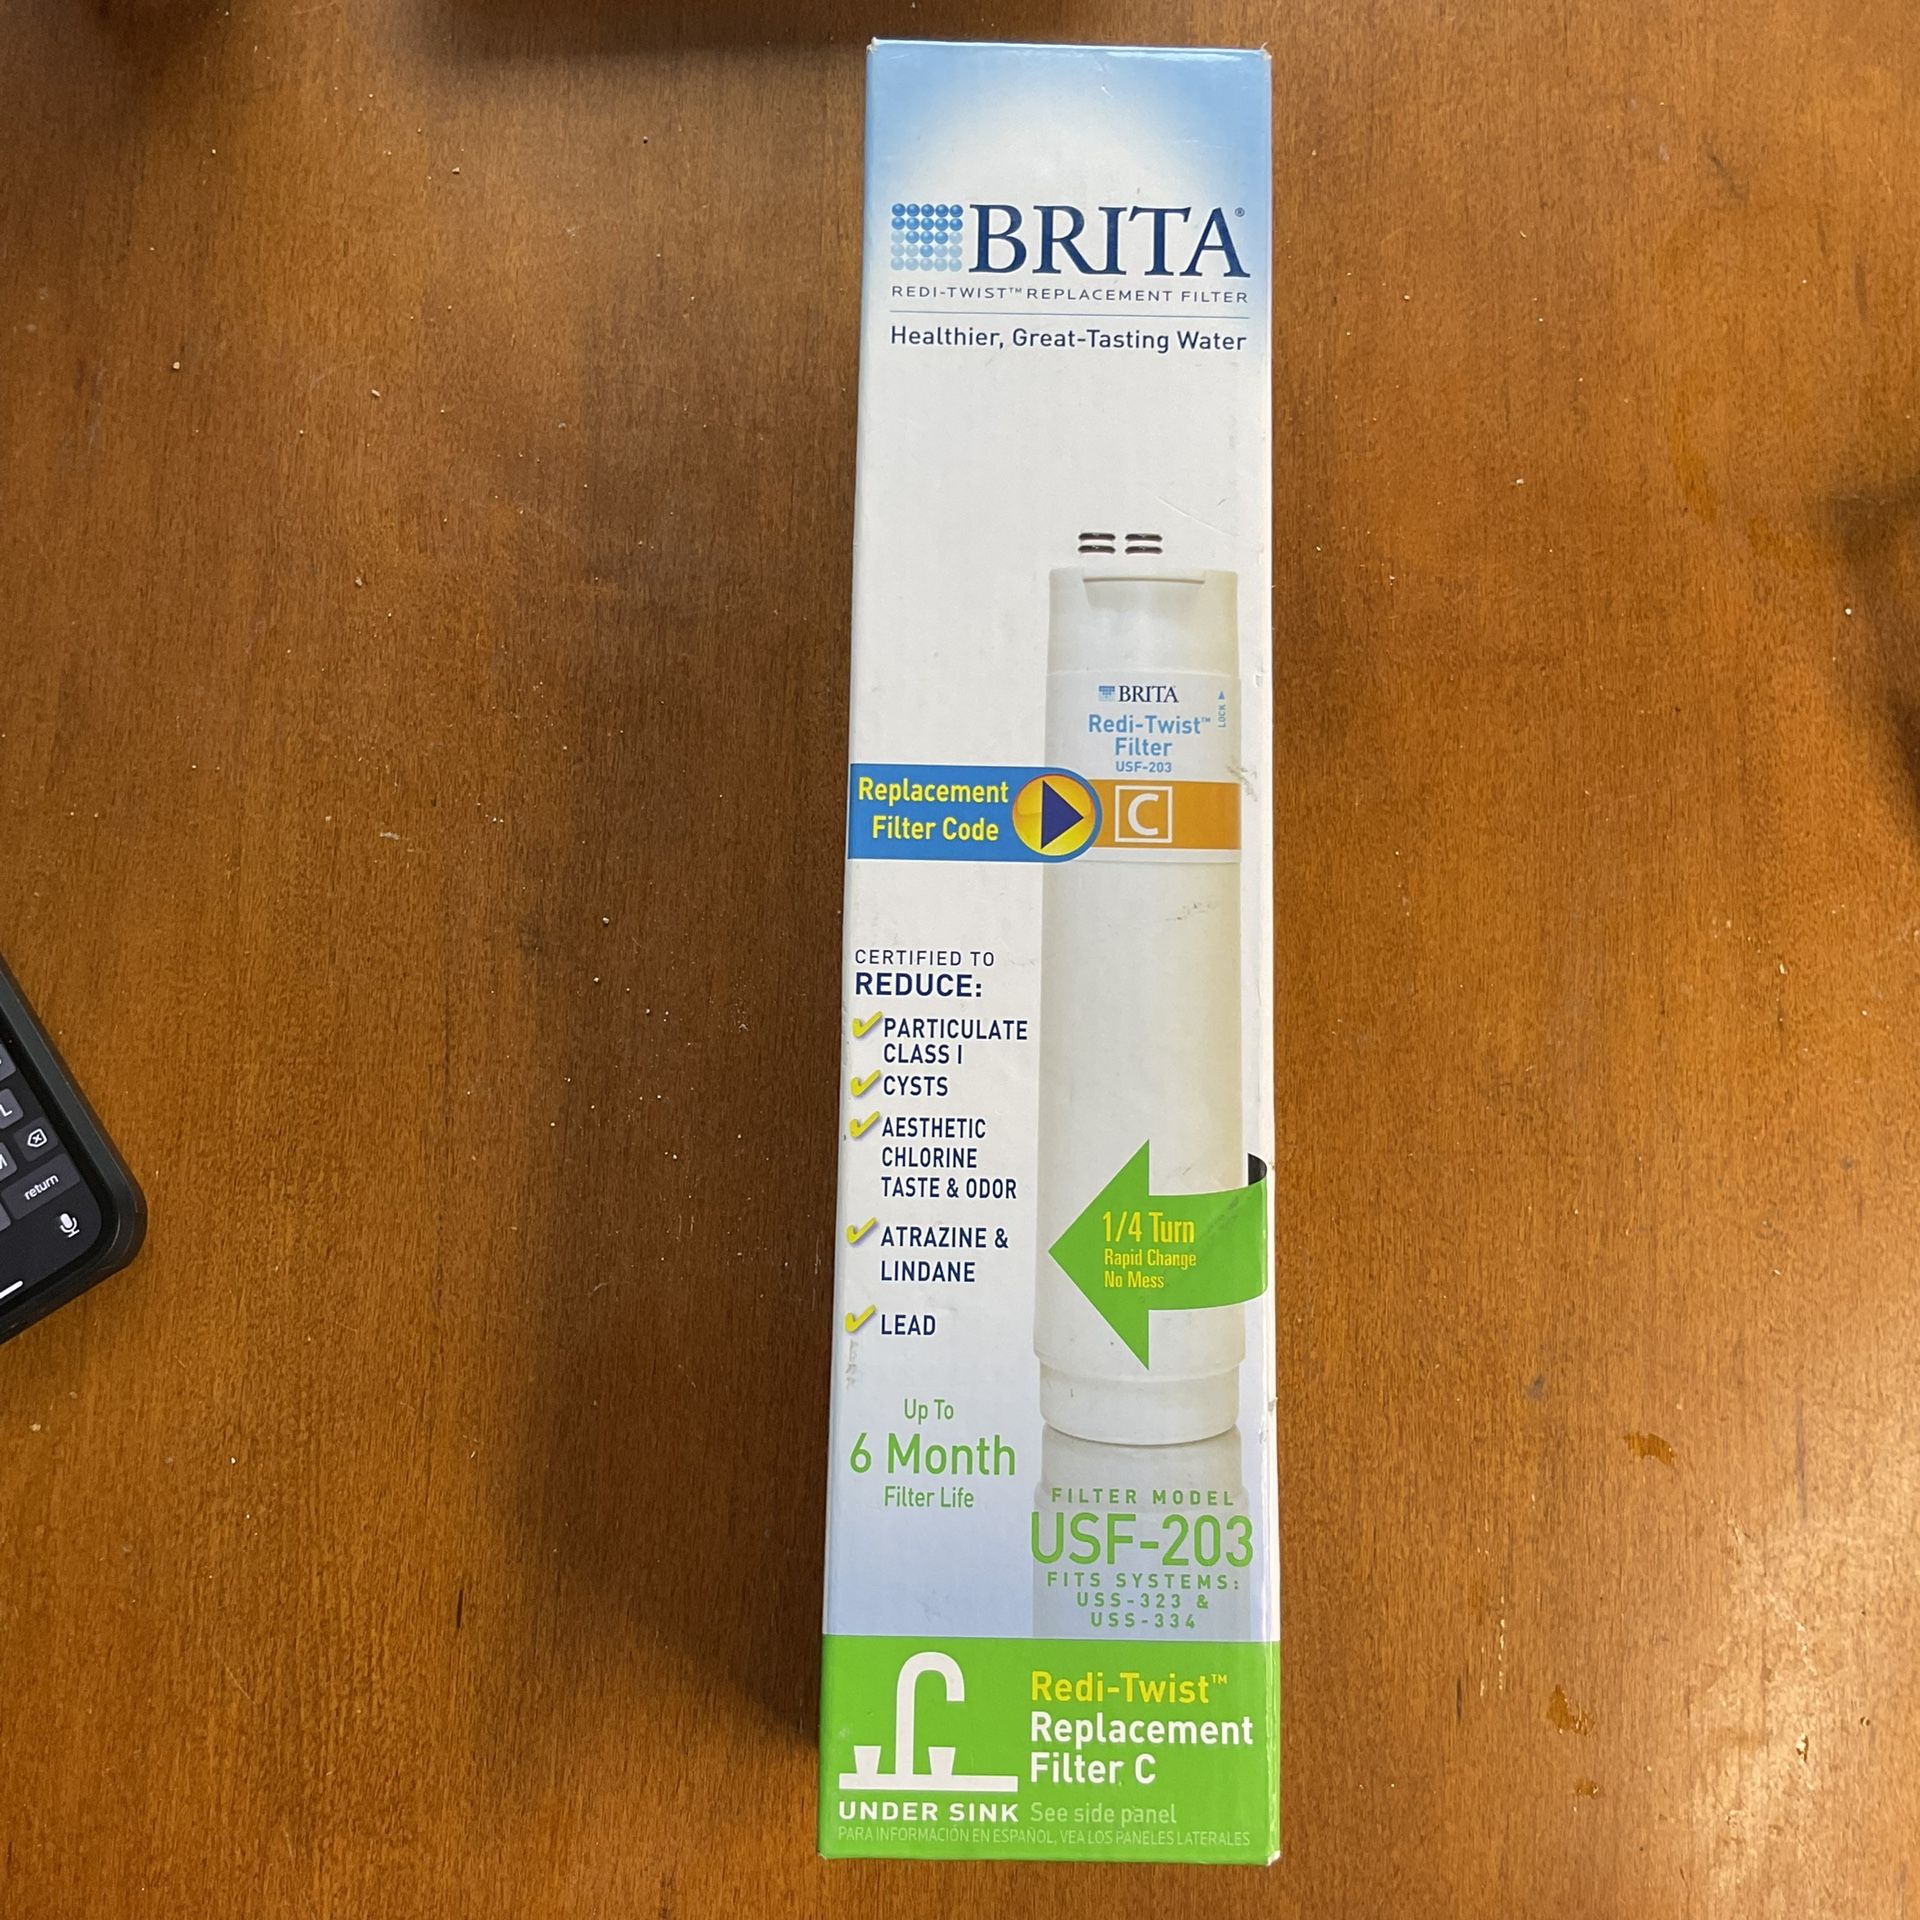 BRITA®
REDI-TWIST™ REPLACEMENT FILTER
Healthier, Great-Tasting Water
BRITA
Redi-Twist™
Filter
USF-203
LOCK
Replacement
Filter Code
C
CERTIFIED TO
REDUCE:
PARTICULATE
CLASS I
CYSTS
AESTHETIC
CHLORINE
TASTE & ODOR
ATRAZINE &
LINDANE
LEAD
1/4 Turn
Rapid Change
No Mess
Up To
6 Month
Filter Life
FILTER MODEL
USF-203
FITS SYSTEMS:
USS-323 &
USS-334
Redi-Twist™
Replacement
Filter C
UNDER SINK
See side panel
PARA INFORMACIÓN EN ESPAÑOL, VEA LOS PANELES LATERALES
L
M
return